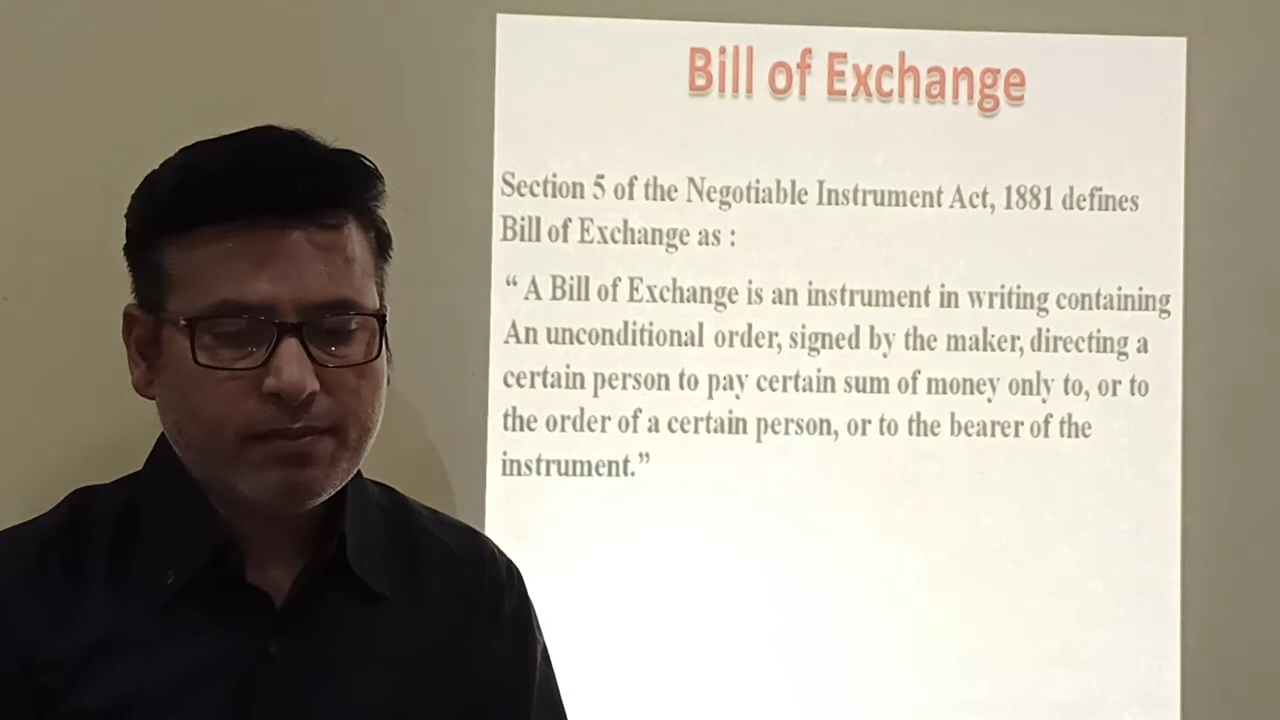 Bill of Exchange
Section 5 of the Negotiable Instrument Act, 1881 defines
Bill of Exchange as :
“ A Bill of Exchange is an instrument in writing containing
An unconditional order, signed by the maker, directing a
certain person to pay certain sum of money only to, or to
the order of a certain person, or to the bearer of the
instrument.”